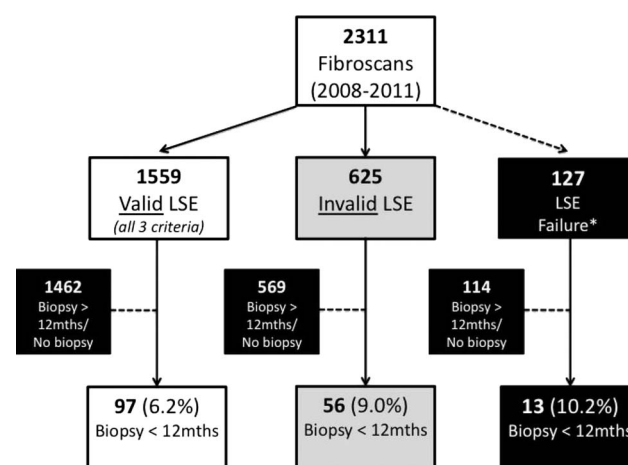 2311
Fibroscans
(2008-2011)
1559
Valid LSE
(all 3 criteria)
625
Invalid LSE
127
LSE
Failure*
1462
Biopsy >
12mths/
No biopsy
569
Biopsy >
12mths/
No biopsy
114
Biopsy >
12mths/
No biopsy
97 (6.2%)
Biopsy < 12mths
56 (9.0%)
Biopsy < 12mths
13 (10.2%)
Biopsy < 12mths